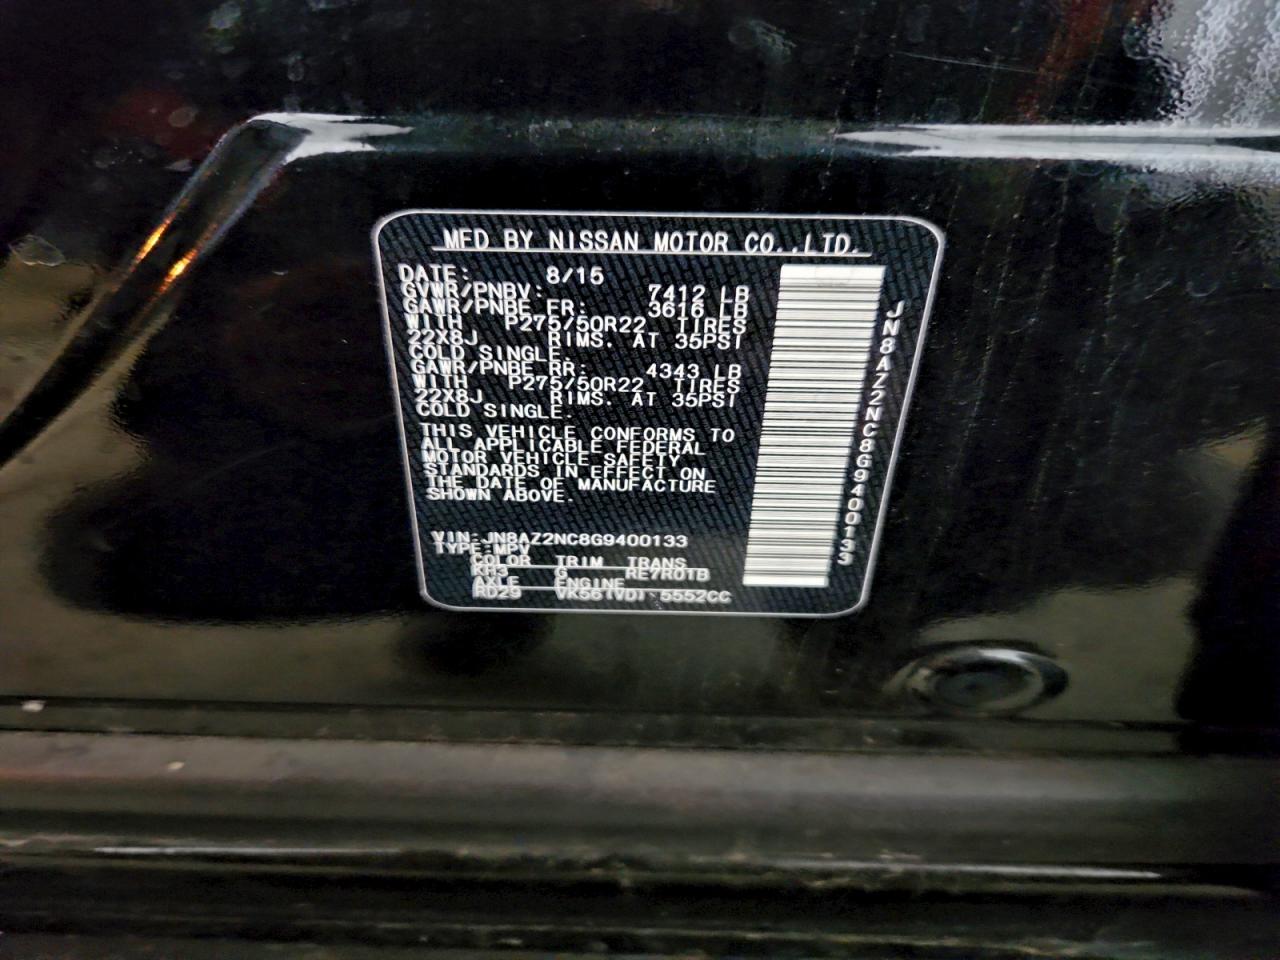 MFD BY NISSAN MOTOR CO.,LTD.
DATE: 8/15
GVWR/PNBV: 7412 LB
GAWR/PNBE FR: 3616 LB
WITH P275/50R22 TIRES
22X8J RIMS. AT 35PSI
COLD SINGLE.
GAWR/PNBE RR: 4343 LB
WITH P275/50R22 TIRES
22X8J RIMS. AT 35PSI
COLD SINGLE.
THIS VEHICLE CONFORMS TO
ALL APPLICABLE FEDERAL
MOTOR VEHICLE SAFETY
STANDARDS IN EFFECT ON
THE DATE OF MANUFACTURE
SHOWN ABOVE.
VIN:JN8AZ2NC8G9400133
TYPE:MPV
COLOR TRIM TRANS
KH3 G RE7R01B
AXLE ENGINE
RD29 VK56(VD) 5552CC
JN8AZ2NC8G9400133